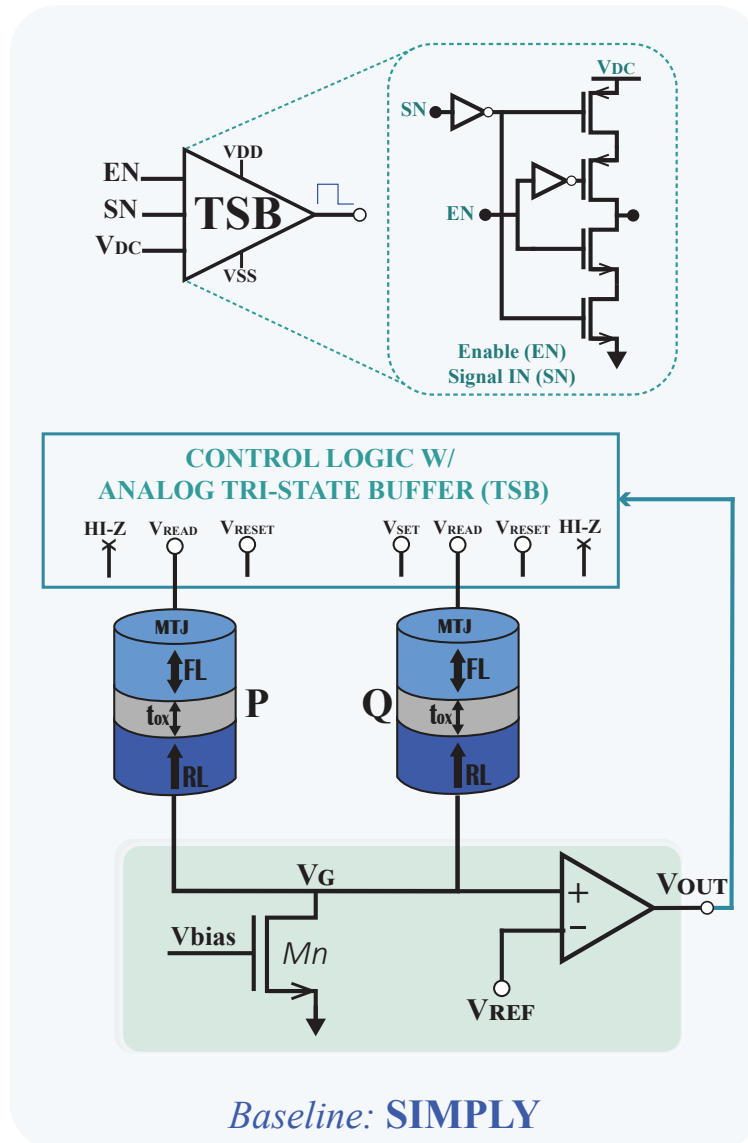 VDC
SN
EN
VDD
EN
SN
TSB
VDC
VSS
Enable (EN)
Signal IN (SN)
CONTROL LOGIC W/
ANALOG TRI-STATE BUFFER (TSB)
HI-Z VREAD VRESET VSET VREAD VRESET HI-Z
MTJ MTJ
FL FL
tox P Q tox
RL RL
VG
VOUT
+
Vbias
Mn
−
VREF
Baseline: SIMPLY